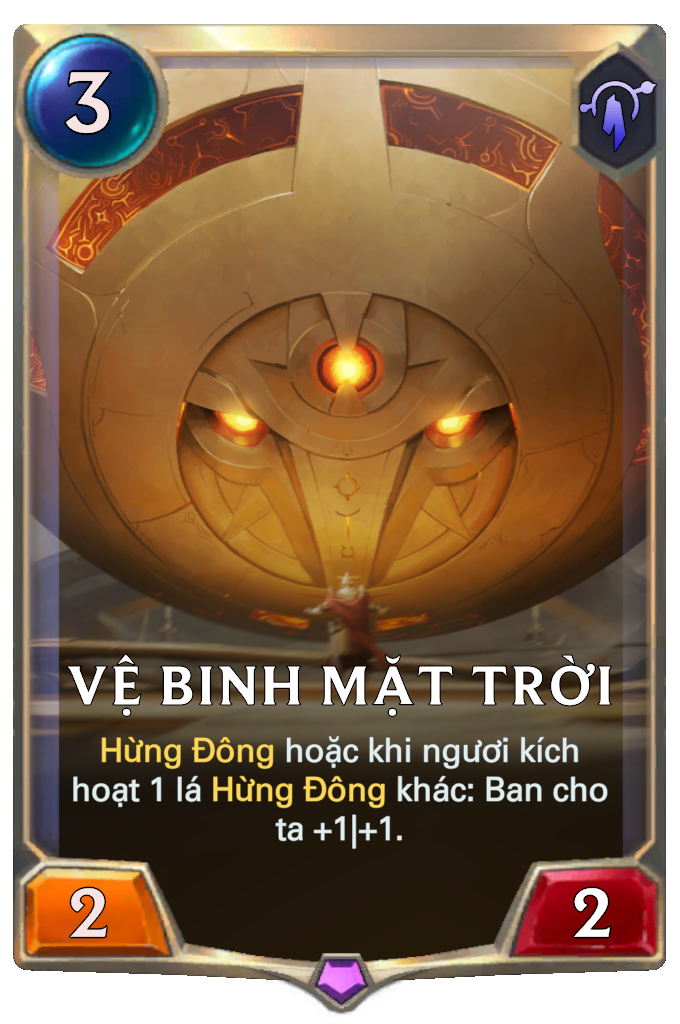 3
VỆ BINH MẶT TRỜI
Hừng Đông hoặc khi ngươi kích
hoạt 1 lá Hừng Đông khác: Ban cho
ta +1|+1.
2
2